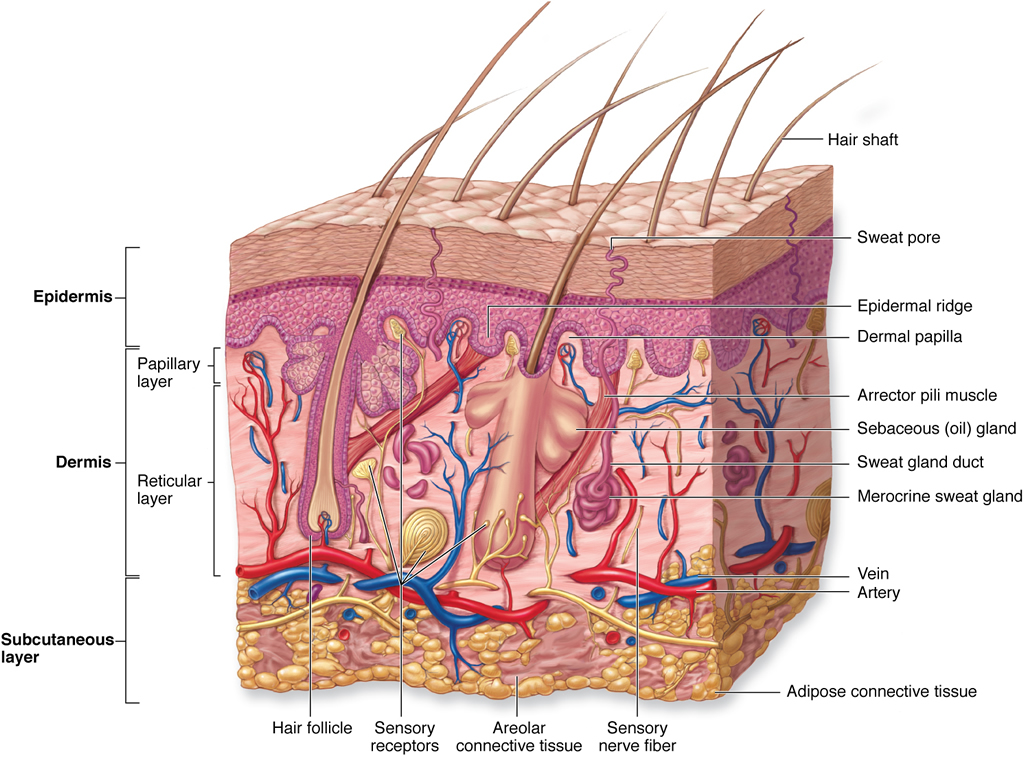 Hair shaft
Sweat pore
Epidermis
Epidermal ridge
Dermal papilla
Papillary
layer
Arrector pili muscle
Sebaceous (oil) gland
Dermis
Sweat gland duct
Reticular
layer
Merocrine sweat gland
Vein
Artery
Subcutaneous
layer
Adipose connective tissue
Hair follicle
Sensory
receptors
Areolar
connective tissue
Sensory
nerve fiber